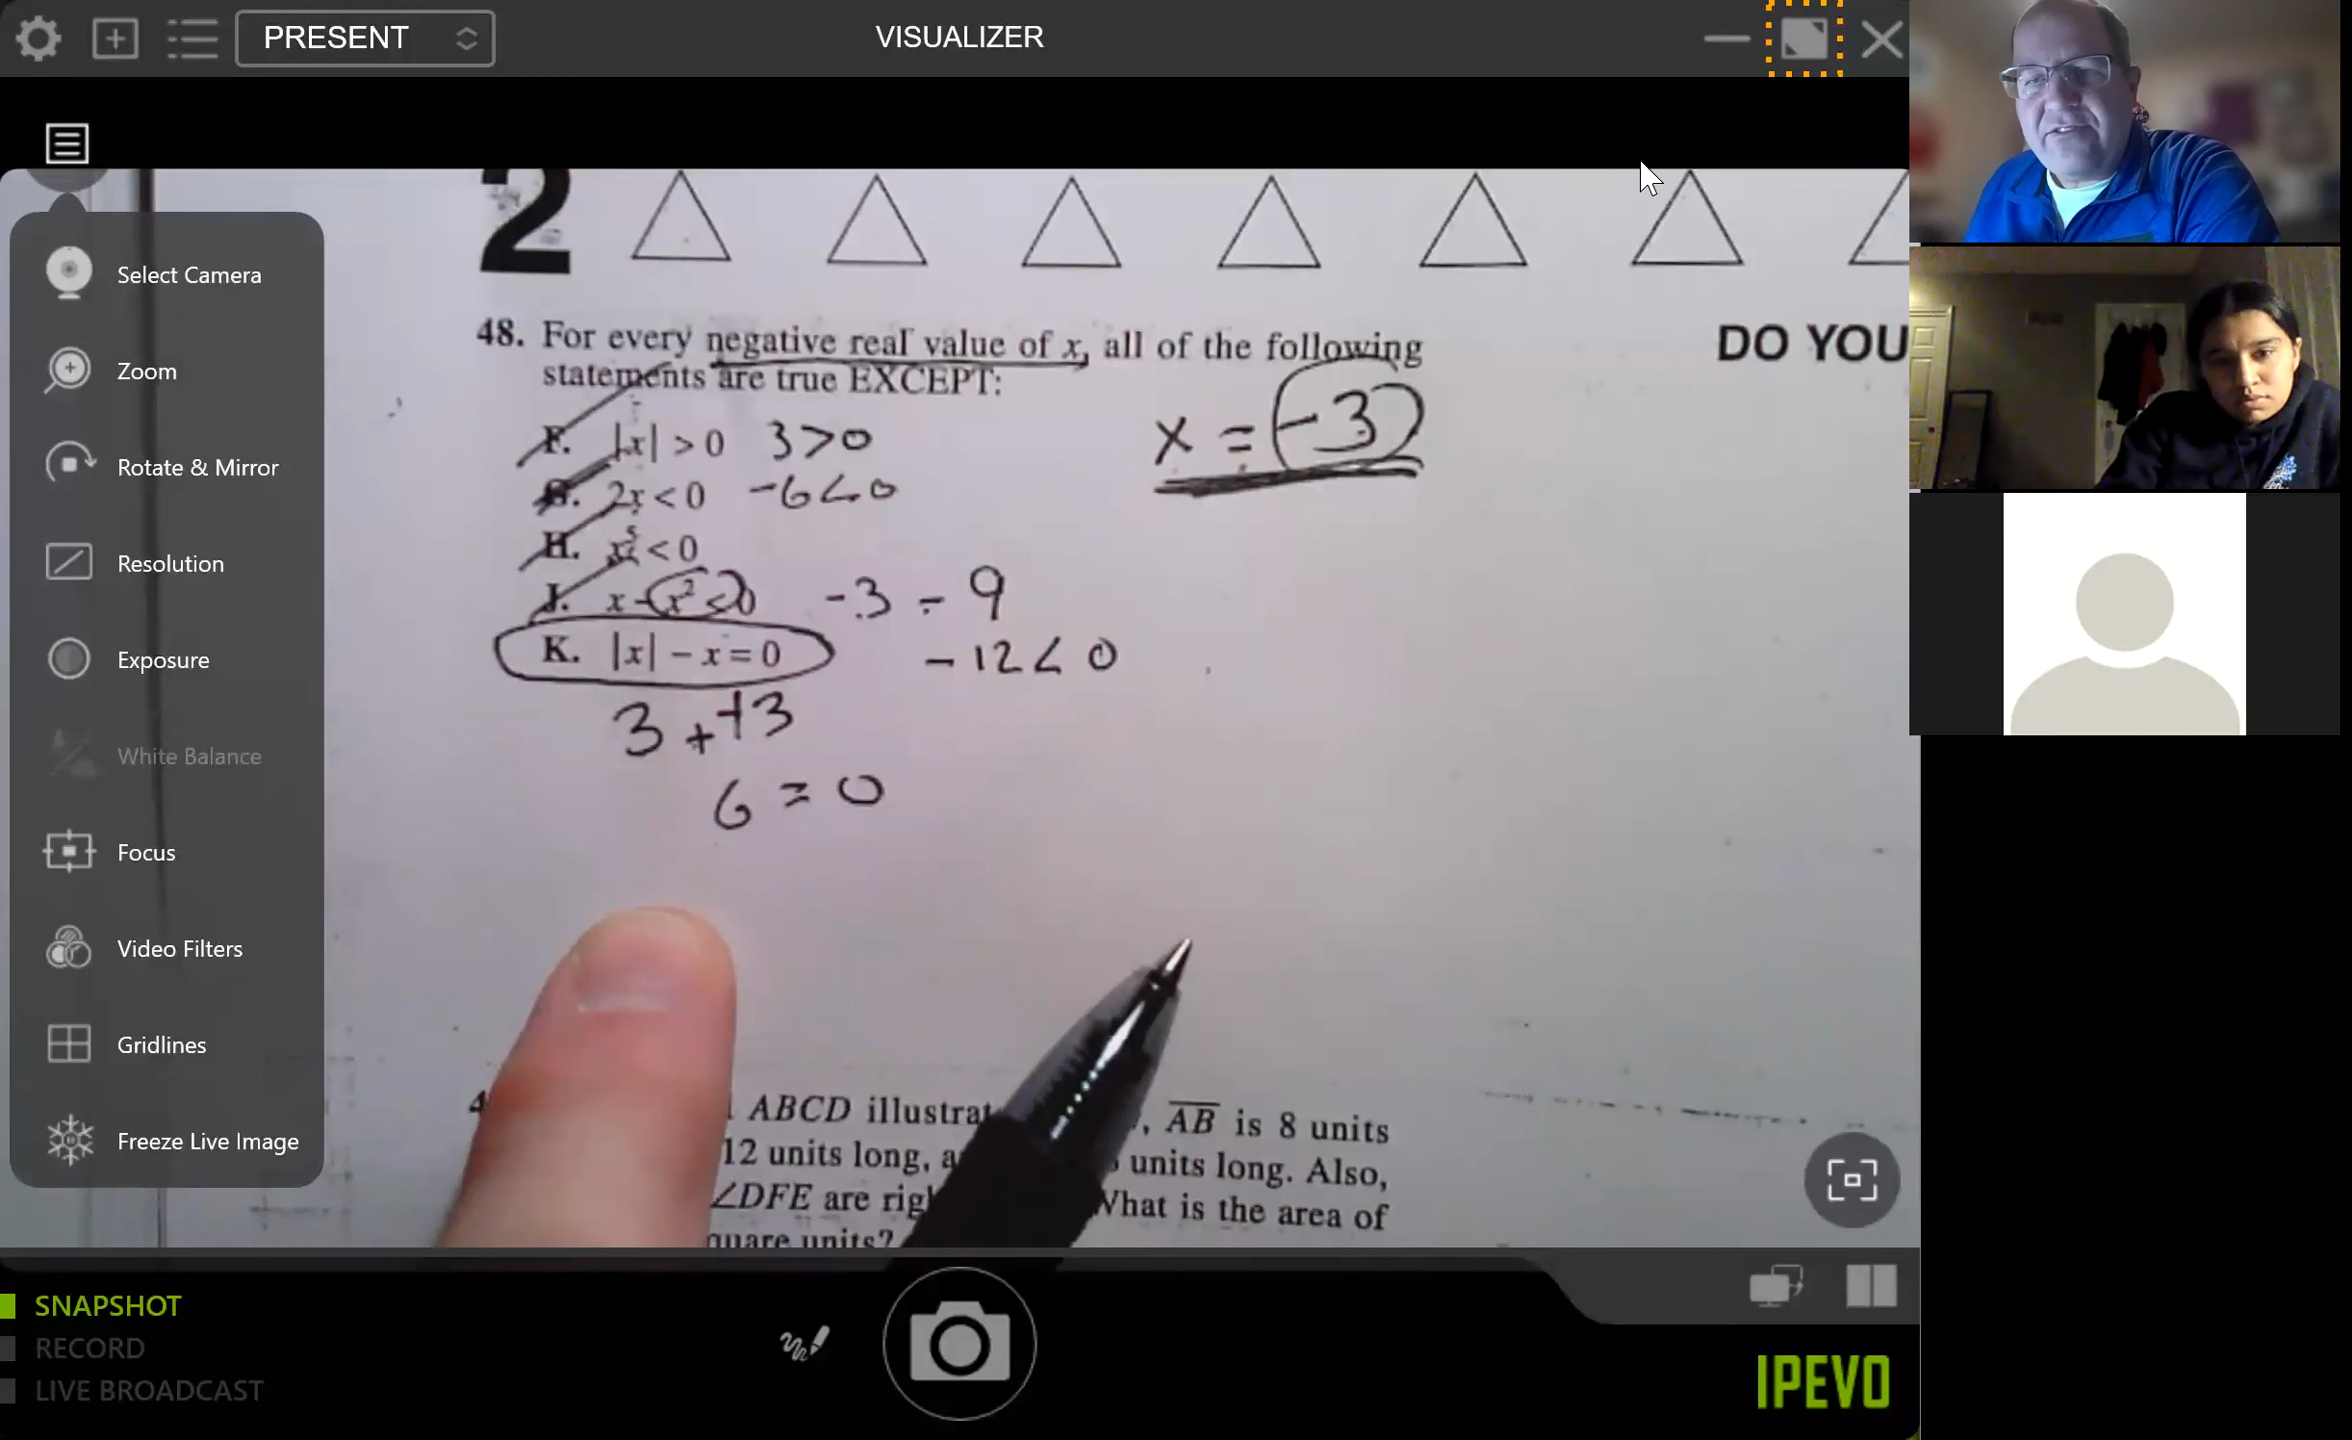 PRESENT
VISUALIZER
2
Select Camera
Zoom
Rotate & Mirror
Resolution
Exposure
White Balance
Focus
Video Filters
Gridlines
Freeze Live Image
48. For every negative real value of x, all of the following
statements are true EXCEPT:
F. |x| > 0 3>0
G. 2x < 0 -6<0
H. x⁵ < 0
J. x - x² < 0 -3 - 9
-12 < 0
K. |x| - x = 0
3 + +3
6 = 0
x = -3
DO YOU
ABCD , AB is 8 units
12 units long, units long. Also,
∠DFE are What is the area of
units?
SNAPSHOT
RECORD
LIVE BROADCAST
IPEVO